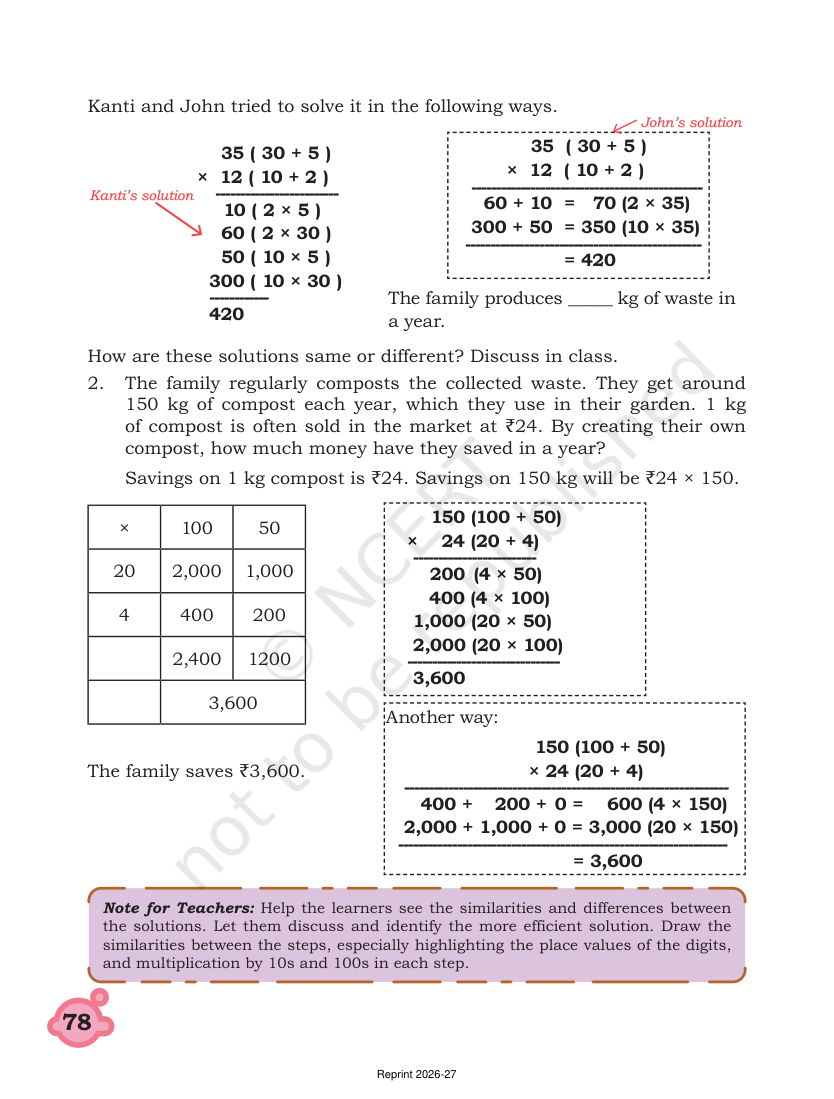 Kanti and John tried to solve it in the following ways.
John's solution
Kanti's solution
35 ( 30 + 5 )
× 12 ( 10 + 2 )
10 ( 2 × 5 )
60 ( 2 × 30 )
50 ( 10 × 5 )
300 ( 10 × 30 )
420
35 ( 30 + 5 )
× 12 ( 10 + 2 )
60 + 10 = 70 (2 × 35)
300 + 50 = 350 (10 × 35)
= 420
The family produces _____ kg of waste in
a year.
How are these solutions same or different? Discuss in class.
2. The family regularly composts the collected waste. They get around
150 kg of compost each year, which they use in their garden. 1 kg
of compost is often sold in the market at ₹24. By creating their own
compost, how much money have they saved in a year?
Savings on 1 kg compost is ₹24. Savings on 150 kg will be ₹24 × 150.
× 100 50
20 2,000 1,000
4 400 200
2,400 1200
3,600
The family saves ₹3,600.
150 (100 + 50)
× 24 (20 + 4)
200 (4 × 50)
400 (4 × 100)
1,000 (20 × 50)
2,000 (20 × 100)
3,600
Another way:
150 (100 + 50)
× 24 (20 + 4)
400 + 200 + 0 = 600 (4 × 150)
2,000 + 1,000 + 0 = 3,000 (20 × 150)
= 3,600
Note for Teachers: Help the learners see the similarities and differences between
the solutions. Let them discuss and identify the more efficient solution. Draw the
similarities between the steps, especially highlighting the place values of the digits,
and multiplication by 10s and 100s in each step.
78
Reprint 2026-27
© NCERT
not to be republished